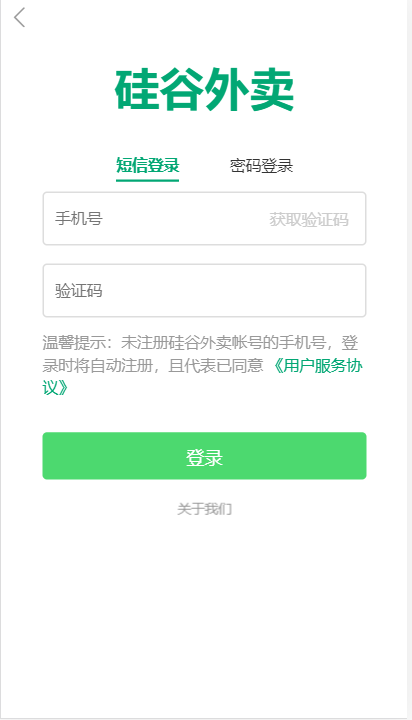 硅谷外卖
短信登录 密码登录
手机号 获取验证码
验证码
温馨提示：未注册硅谷外卖帐号的手机号，登
录时将自动注册，且代表已同意《用户服务协
议》
登录
关于我们